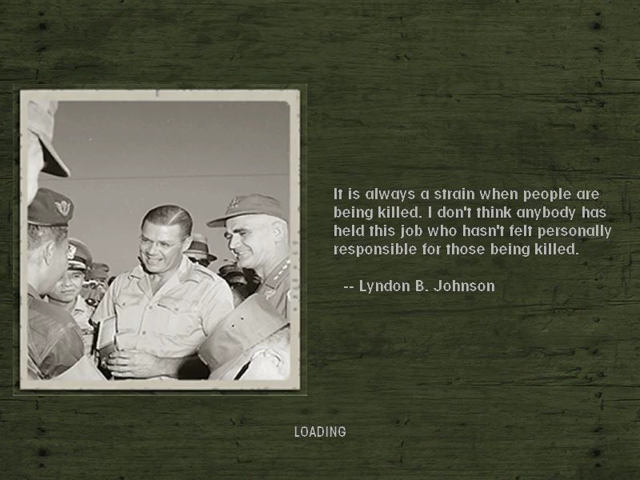 It is always a strain when people are
being killed. I don't think anybody has
held this job who hasn't felt personally
responsible for those being killed.
-- Lyndon B. Johnson
LOADING